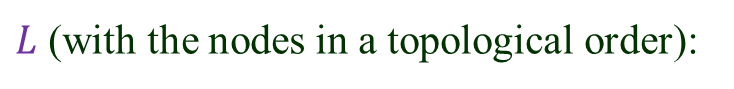 L (with the nodes in a topological order):